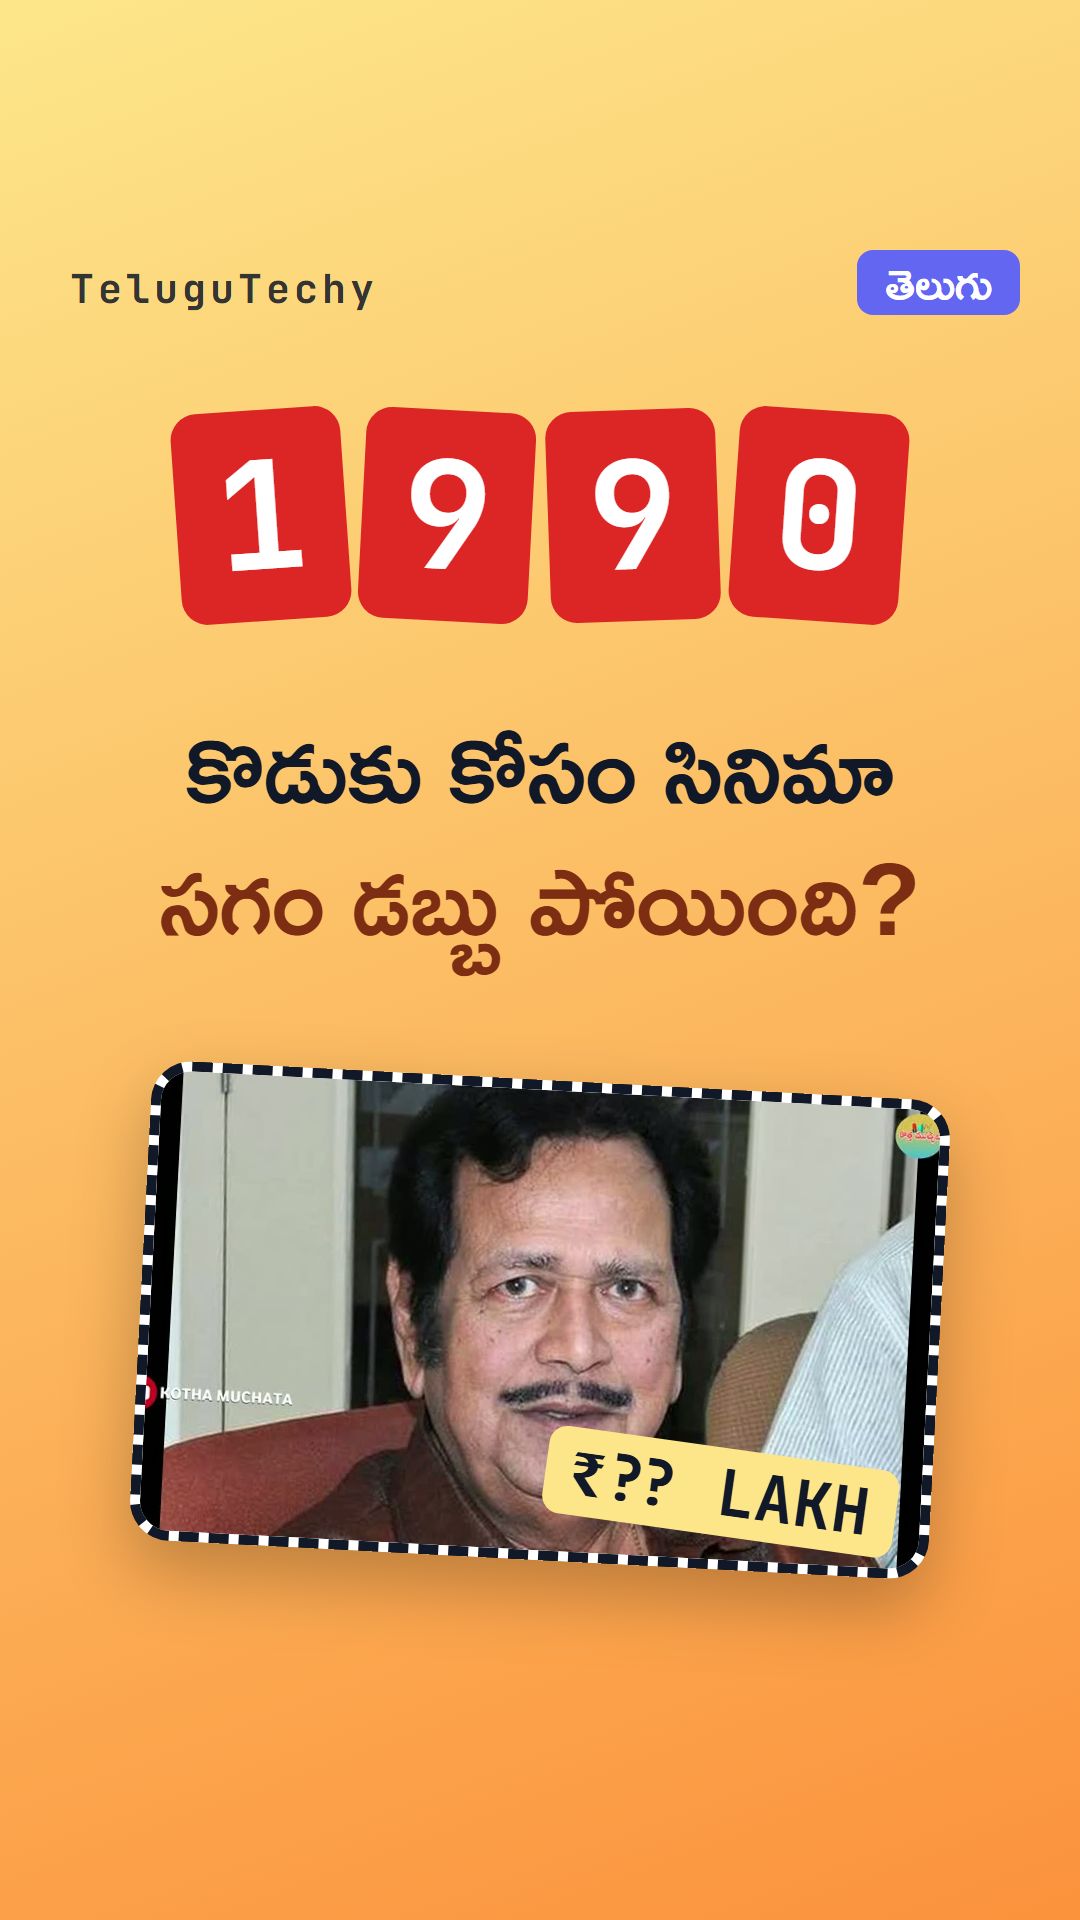 TeluguTechy
తెలుగు
1990
కొడుకు కోసం సినిమా
సగం డబ్బు పోయింది?
KOTHA MUCHATA
₹?? LAKH